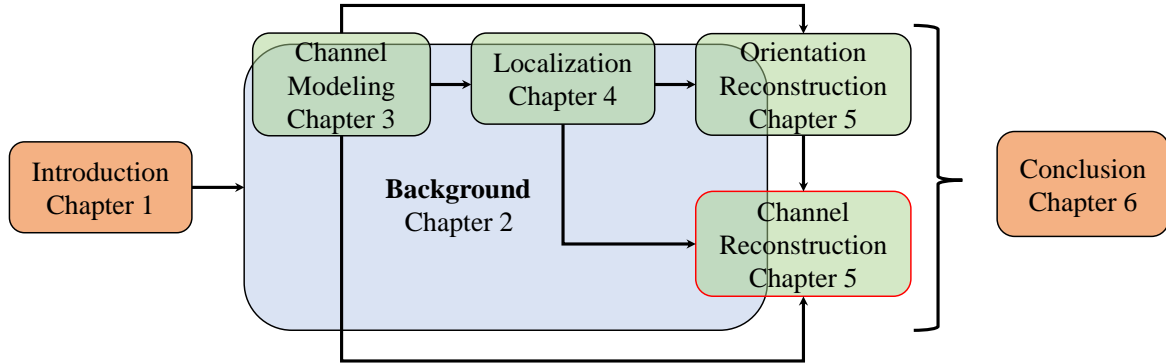 Introduction
Chapter 1
Channel
Modeling
Chapter 3
Localization
Chapter 4
Orientation
Reconstruction
Chapter 5
Background
Chapter 2
Channel
Reconstruction
Chapter 5
Conclusion
Chapter 6